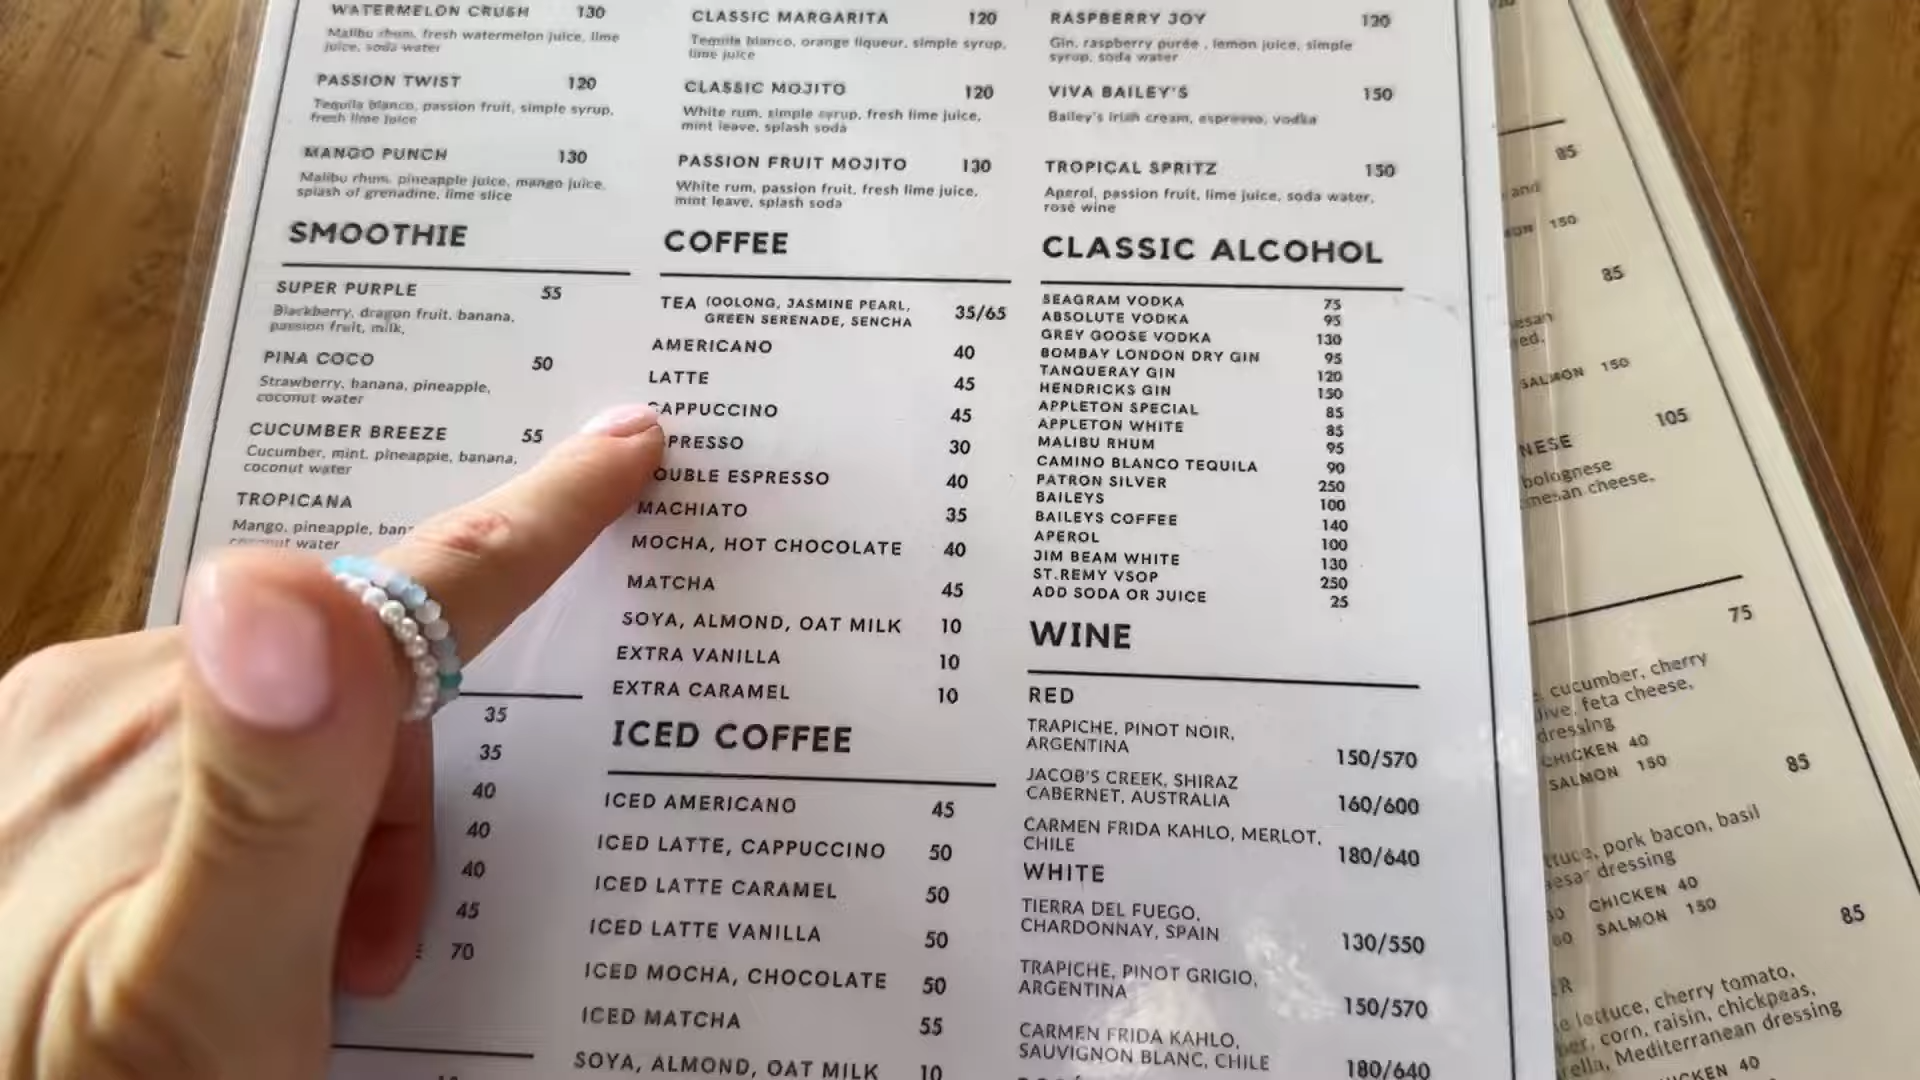 WATERMELON CRUSH 130
Malibu rhum, fresh watermelon juice, lime
juice, soda water
PASSION TWIST 120
Tequila blanco, passion fruit, simple syrup,
fresh lime juice
MANGO PUNCH 130
Malibu rhum, pineapple juice, mango juice,
splash of grenadine, lime slice
SMOOTHIE
SUPER PURPLE 55
Blackberry, dragon fruit, banana,
passion fruit, milk,
PINA COCO 50
Strawberry, banana, pineapple,
coconut water
CUCUMBER BREEZE 55
Cucumber, mint, pineapple, banana,
coconut water
TROPICANA
Mango, pineapple,
coconut water
35
35
40
40
40
45
70
CLASSIC MARGARITA 120
Tequila blanco, orange liqueur, simple syrup,
lime juice
CLASSIC MOJITO 120
White rum, simple syrup, fresh lime juice,
mint leave, splash soda
PASSION FRUIT MOJITO 130
White rum, passion fruit, fresh lime juice,
mint leave, splash soda
COFFEE
TEA (OOLONG, JASMINE PEARL, 35/65
GREEN SERENADE, SENCHA
AMERICANO 40
LATTE 45
CAPPUCCINO 45
PRESSO 30
OUBLE ESPRESSO 40
MACHIATO 35
MOCHA, HOT CHOCOLATE 40
MATCHA 45
SOYA, ALMOND, OAT MILK 10
EXTRA VANILLA 10
EXTRA CARAMEL 10
ICED COFFEE
ICED AMERICANO 45
ICED LATTE, CAPPUCCINO 50
ICED LATTE CARAMEL 50
ICED LATTE VANILLA 50
ICED MOCHA, CHOCOLATE 50
ICED MATCHA 55
SOYA, ALMOND, OAT MILK 10
RASPBERRY JOY 120
Gin, raspberry purée , lemon juice, simple
syrup, soda water
VIVA BAILEY'S 150
Bailey's Irish cream, espresso, vodka
TROPICAL SPRITZ 150
Aperol, passion fruit, lime juice, soda water,
rosé wine
CLASSIC ALCOHOL
SEAGRAM VODKA 75
ABSOLUTE VODKA 95
GREY GOOSE VODKA 130
BOMBAY LONDON DRY GIN 95
TANQUERAY GIN 120
HENDRICKS GIN 150
APPLETON SPECIAL 85
APPLETON WHITE 85
MALIBU RHUM 95
CAMINO BLANCO TEQUILA 90
PATRON SILVER 250
BAILEYS 100
BAILEYS COFFEE 140
APEROL 100
JIM BEAM WHITE 130
ST.REMY VSOP 250
ADD SODA OR JUICE 25
WINE
RED
TRAPICHE, PINOT NOIR,
ARGENTINA 150/570
JACOB'S CREEK, SHIRAZ
CABERNET, AUSTRALIA 160/600
CARMEN FRIDA KAHLO, MERLOT,
CHILE 180/640
WHITE
TIERRA DEL FUEGO,
CHARDONNAY, SPAIN 130/550
TRAPICHE, PINOT GRIGIO,
ARGENTINA 150/570
CARMEN FRIDA KAHLO,
SAUVIGNON BLANC, CHILE 180/640
85
and
150
85
SALMON 150
105
NESE
bolognese
cheese,
75
cucumber, cherry
feta cheese,
dressing
CHICKEN 40
SALMON 150
85
pork bacon, basil
dressing
CHICKEN 40
SALMON 150
85
lettuce, cherry tomato,
corn, raisin, chickpeas,
Mediterranean dressing
40